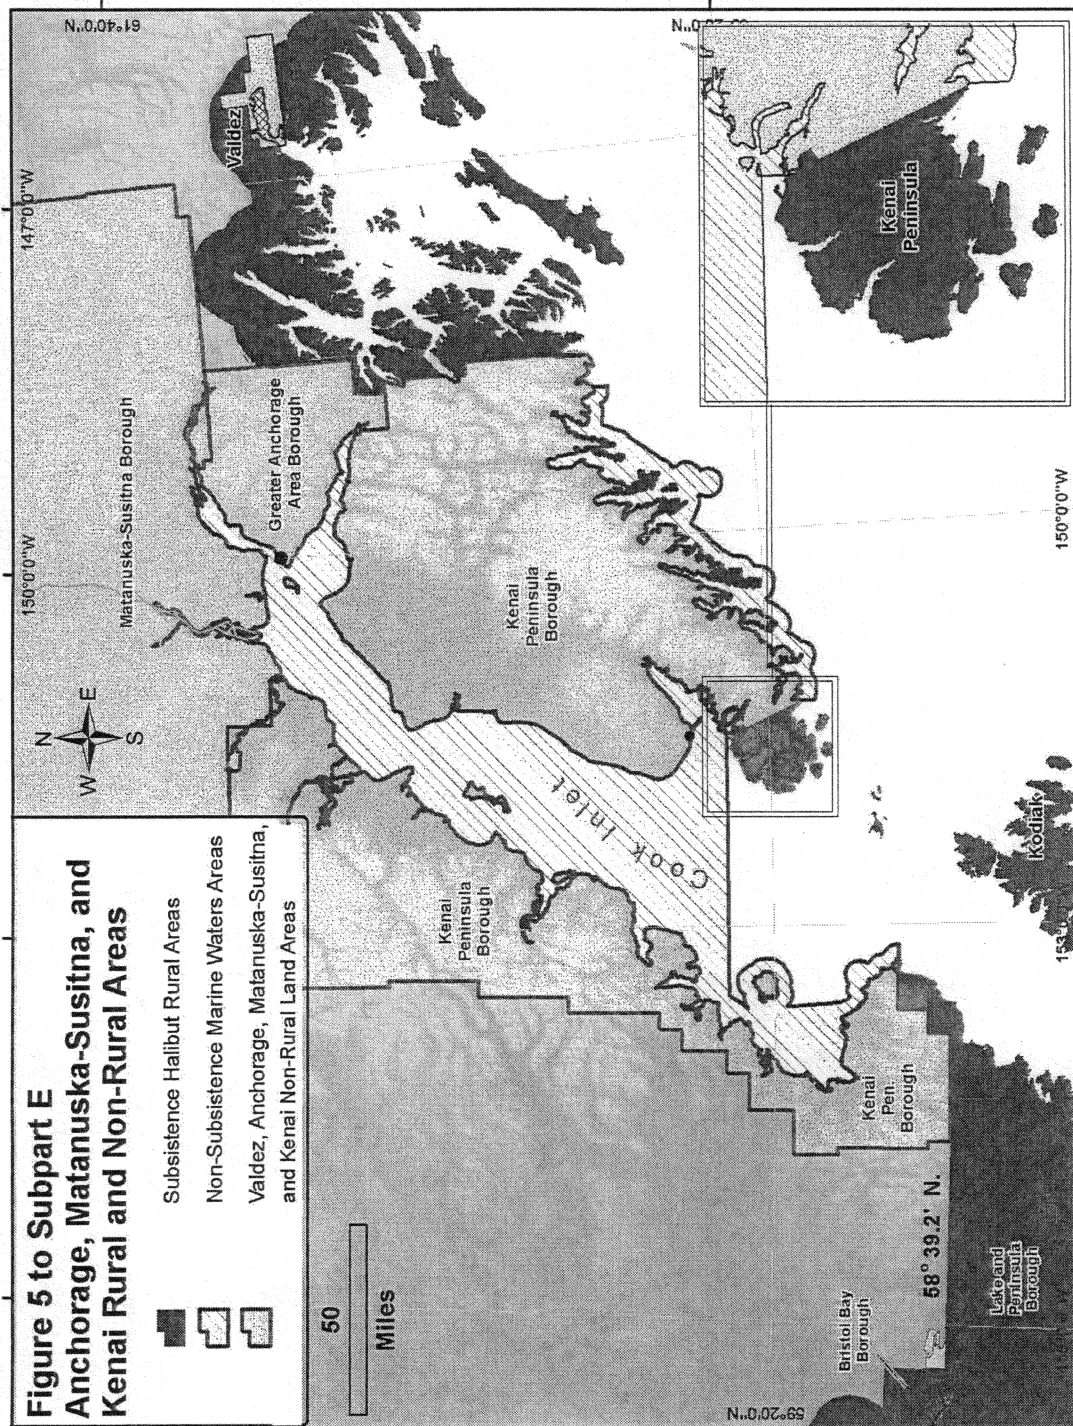 Figure 5 to Subpart E
Anchorage, Matanuska-Susitna, and
Kenai Rural and Non-Rural Areas
Subsistence Halibut Rural Areas
Non-Subsistence Marine Waters Areas
Valdez, Anchorage, Matanuska-Susitna,
and Kenai Non-Rural Land Areas
50
Miles
N
W
E
S
150°0'0"W
147°0'0"W
61°40'0"N
Matanuska-Susitna Borough
Valdez
Greater Anchorage
Area Borough
Kenai
Peninsula
Borough
Kenai
Peninsula
Borough
Cook Inlet
Kenai
Pen.
Borough
58° 39.2' N.
Bristol Bay
Borough
Lake and
Peninsula
Borough
59°20'0"N
Kodiak
150°0'0"W
Kenai
Peninsula